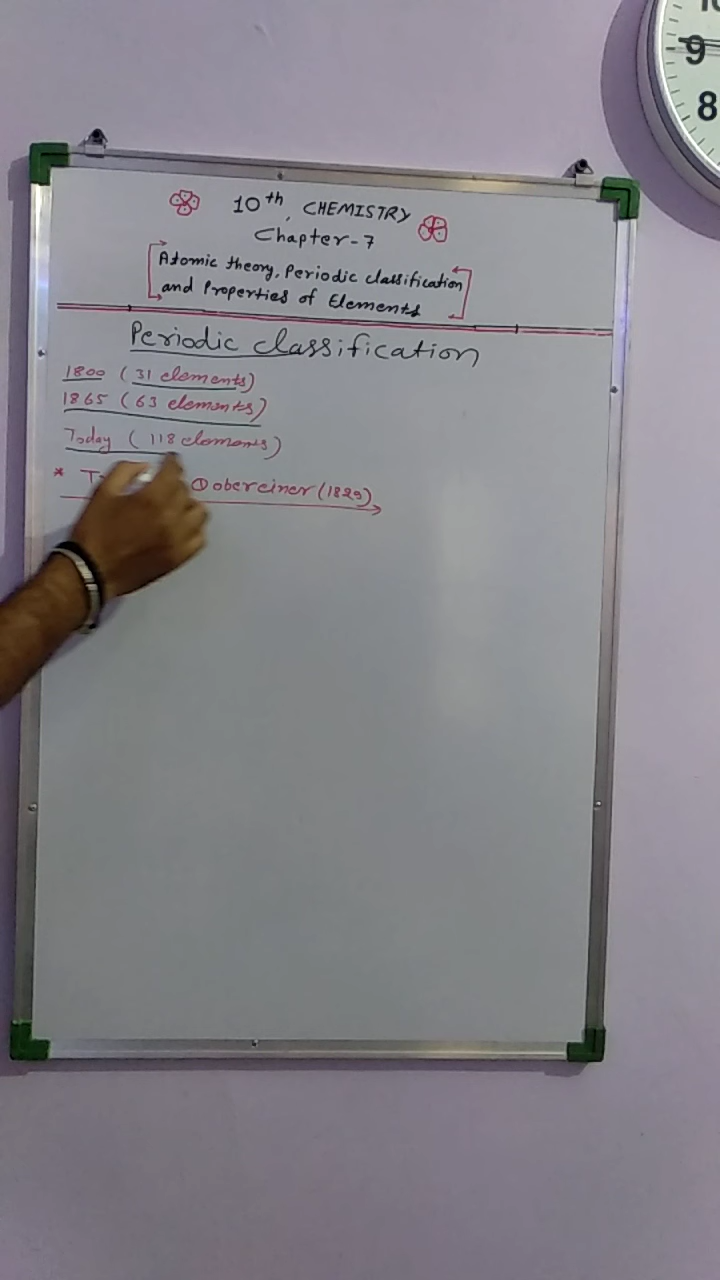 10th, CHEMISTRY
Chapter-7
Atomic theory, Periodic classification
and Properties of Elements
Periodic classification
1800 (31 elements)
1865 (63 elements)
Today (118 elements)
* Dobereiner (1829)
10
9
8